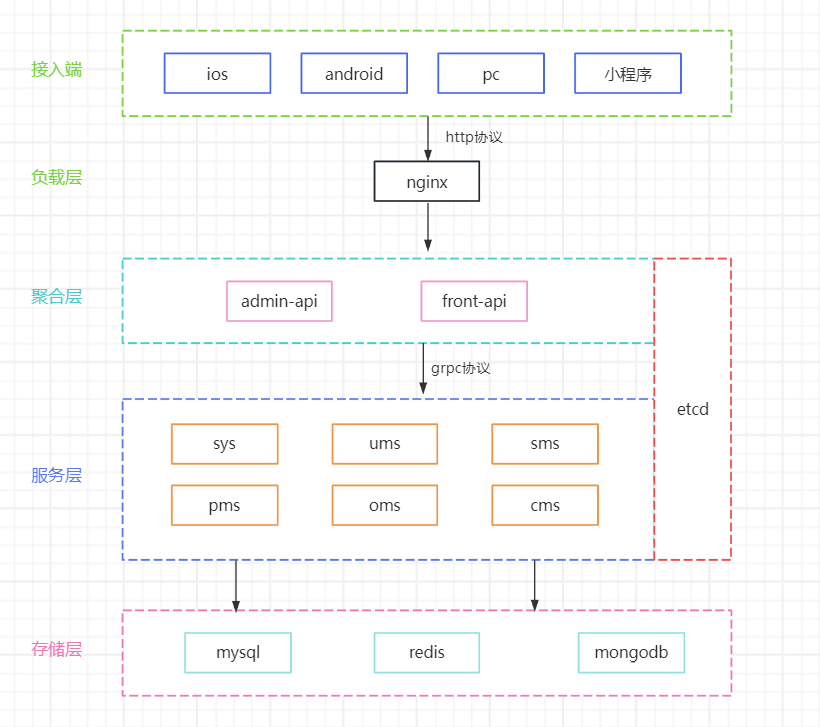 接入端
ios
android
pc
小程序
http协议
负载层
nginx
聚合层
admin-api
front-api
grpc协议
etcd
服务层
sys
ums
sms
pms
oms
cms
存储层
mysql
redis
mongodb